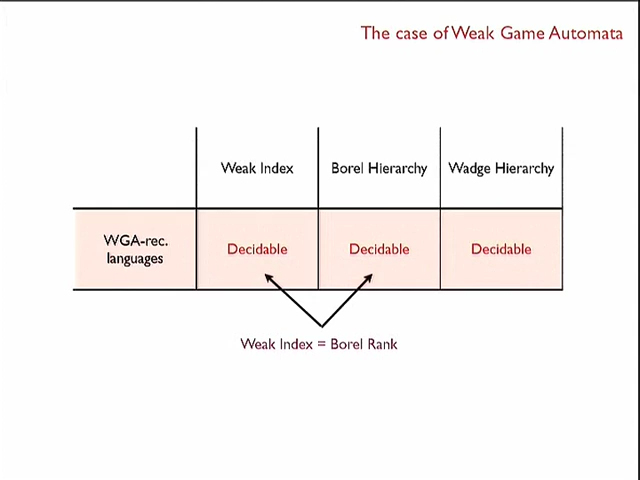 The case of Weak Game Automata
Weak Index
Borel Hierarchy
Wadge Hierarchy
WGA-rec.
languages
Decidable
Decidable
Decidable
Weak Index = Borel Rank